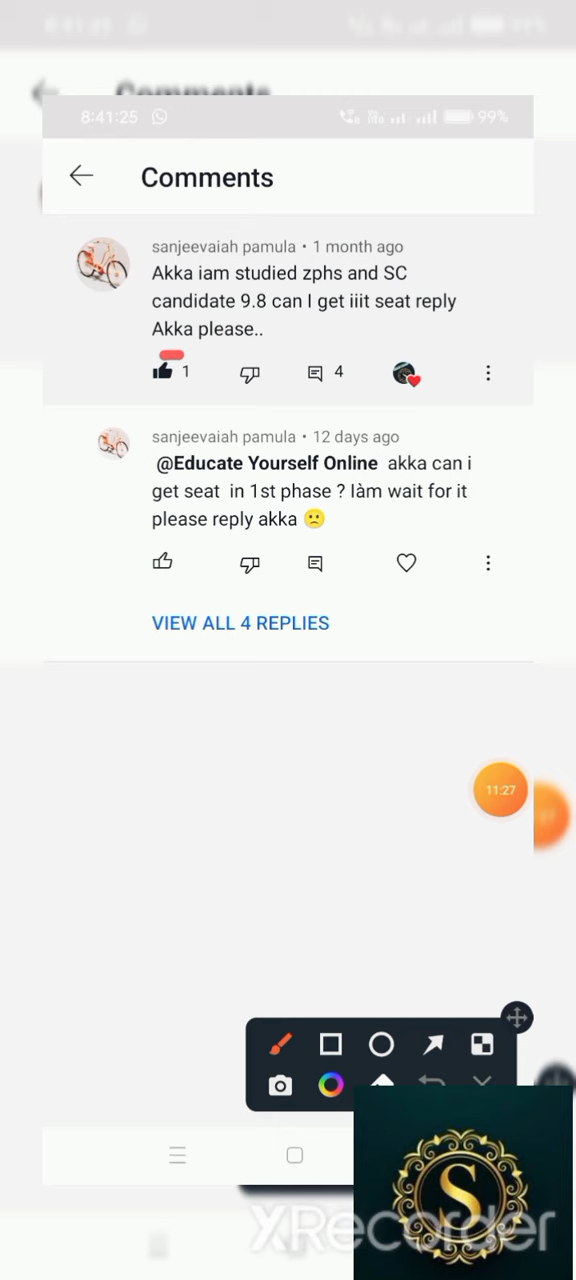 8:41:25
99%
Comments
sanjeevaiah pamula • 1 month ago
Akka iam studied zphs and SC
candidate 9.8 can I get iiit seat reply
Akka please..
1
4
sanjeevaiah pamula • 12 days ago
@Educate Yourself Online akka can i
get seat in 1st phase ? Iàm wait for it
please reply akka 🙁
VIEW ALL 4 REPLIES
11:27
S
XRecorder